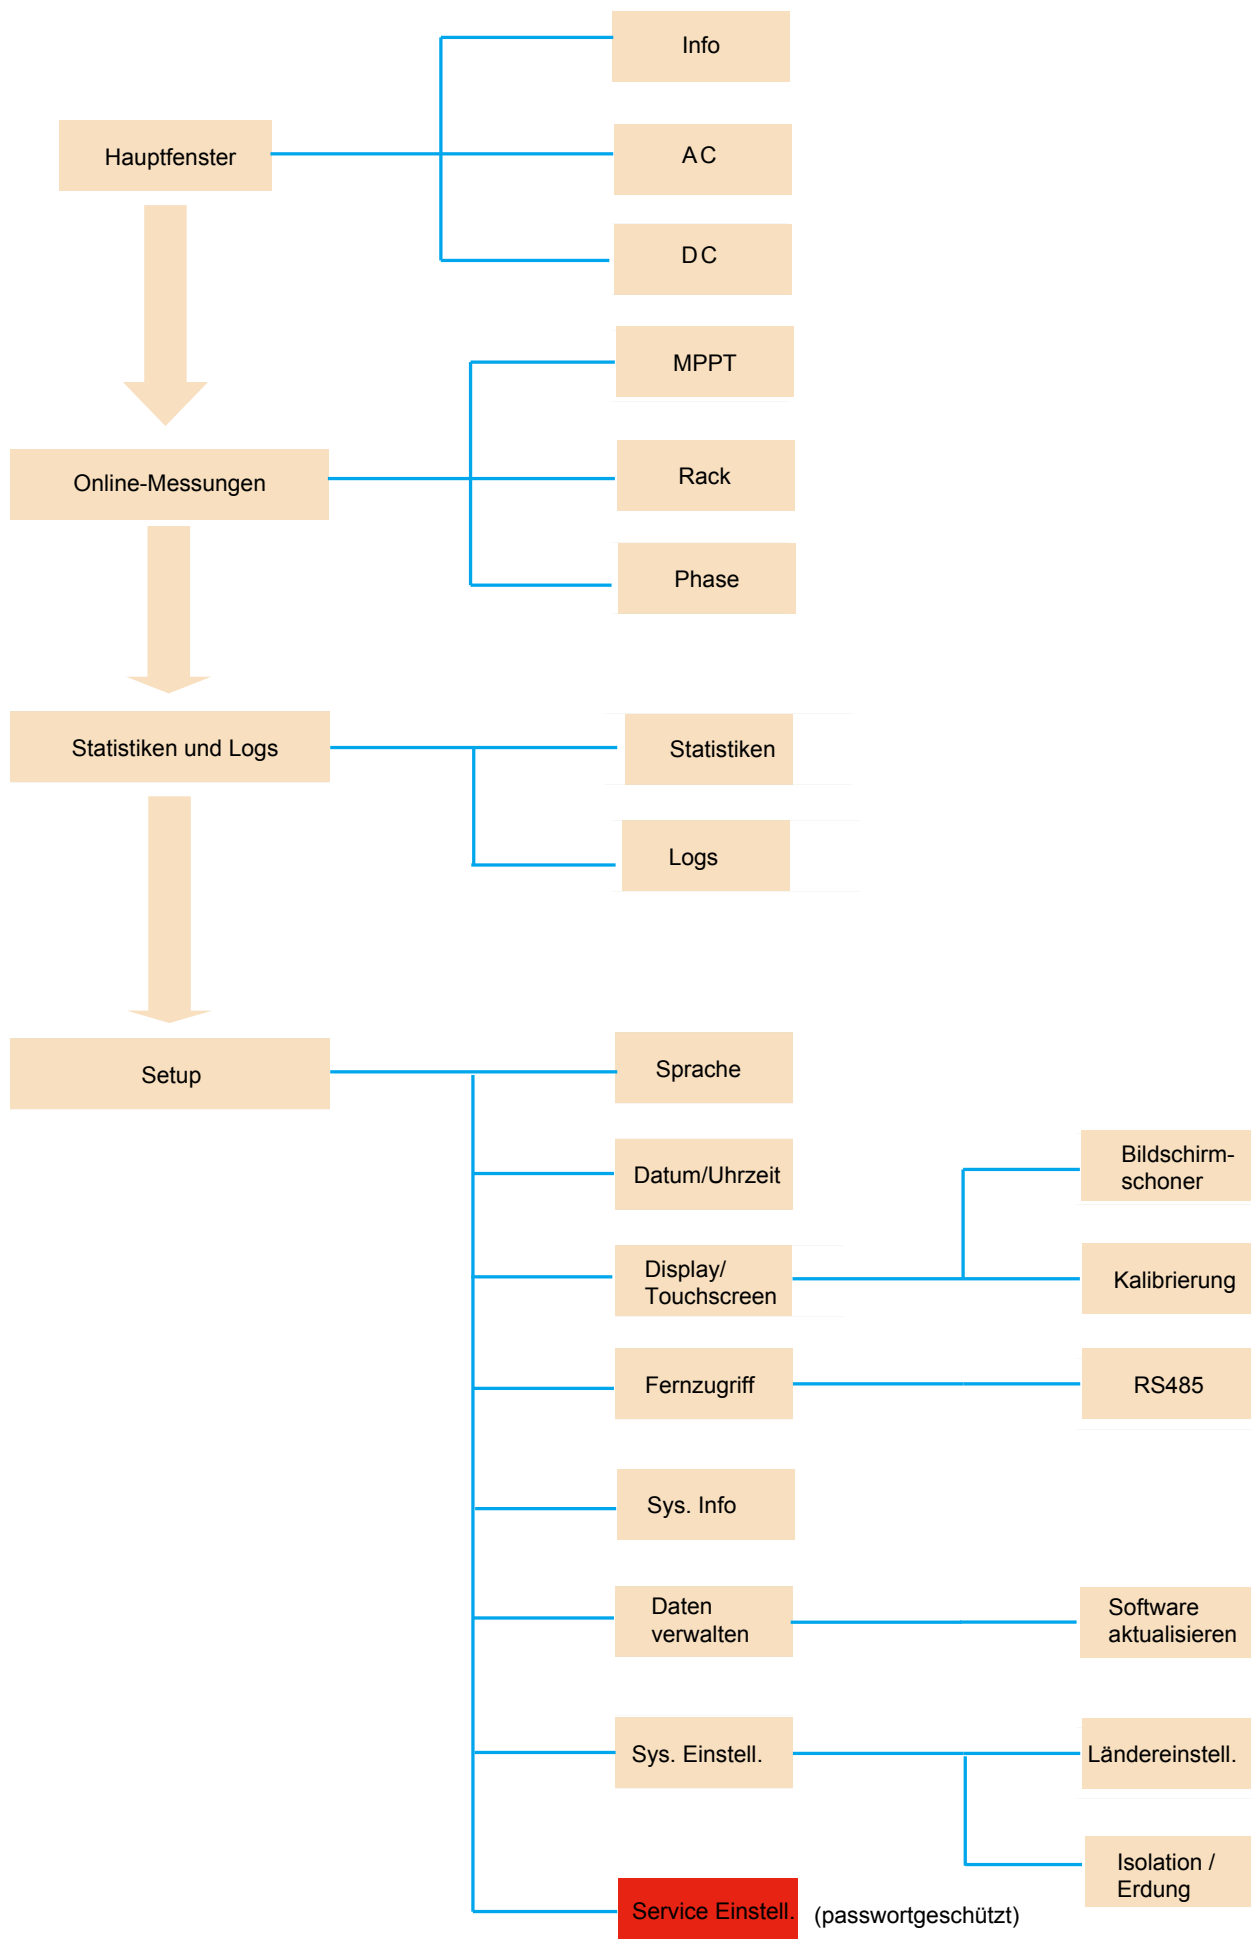 Info
Hauptfenster
AC
DC
MPPT
Online-Messungen
Rack
Phase
Statistiken und Logs
Statistiken
Logs
Setup
Sprache
Datum/Uhrzeit
Bildschirm-
schoner
Display/
Touchscreen
Kalibrierung
Fernzugriff
RS485
Sys. Info
Daten
verwalten
Software
aktualisieren
Sys. Einstell.
Ländereinstell.
Isolation /
Erdung
Service Einstell.
(passwortgeschützt)